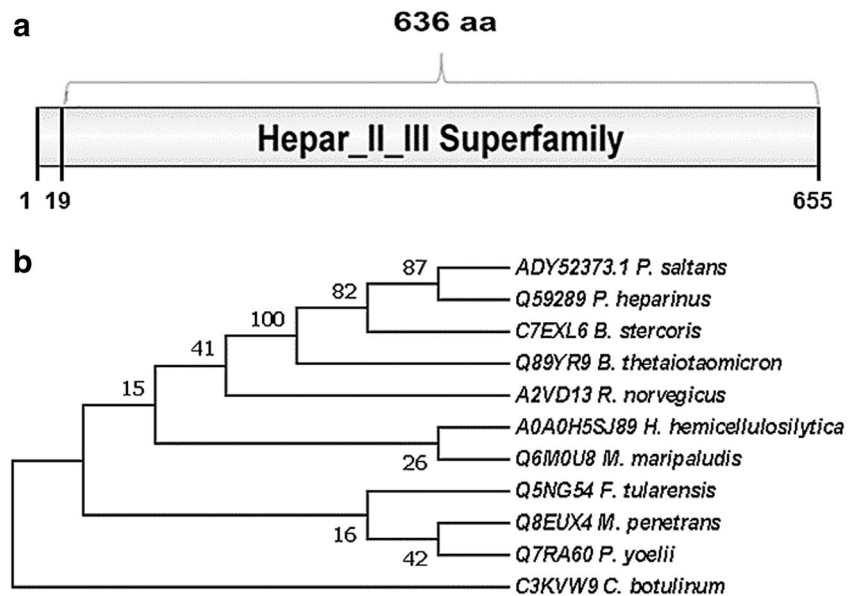 a
636 aa
Hepar_II_III Superfamily
1 19 655
b
87
ADY52373.1 P. saltans
Q59289 P. heparinus
82
C7EXL6 B. stercoris
100
Q89YR9 B. thetaiotaomicron
41
A2VD13 R. norvegicus
15
A0A0H5SJ89 H. hemicellulosilytica
26
Q6M0U8 M. maripaludis
Q5NG54 F. tularensis
16
Q8EUX4 M. penetrans
42
Q7RA60 P. yoelii
C3KVW9 C. botulinum